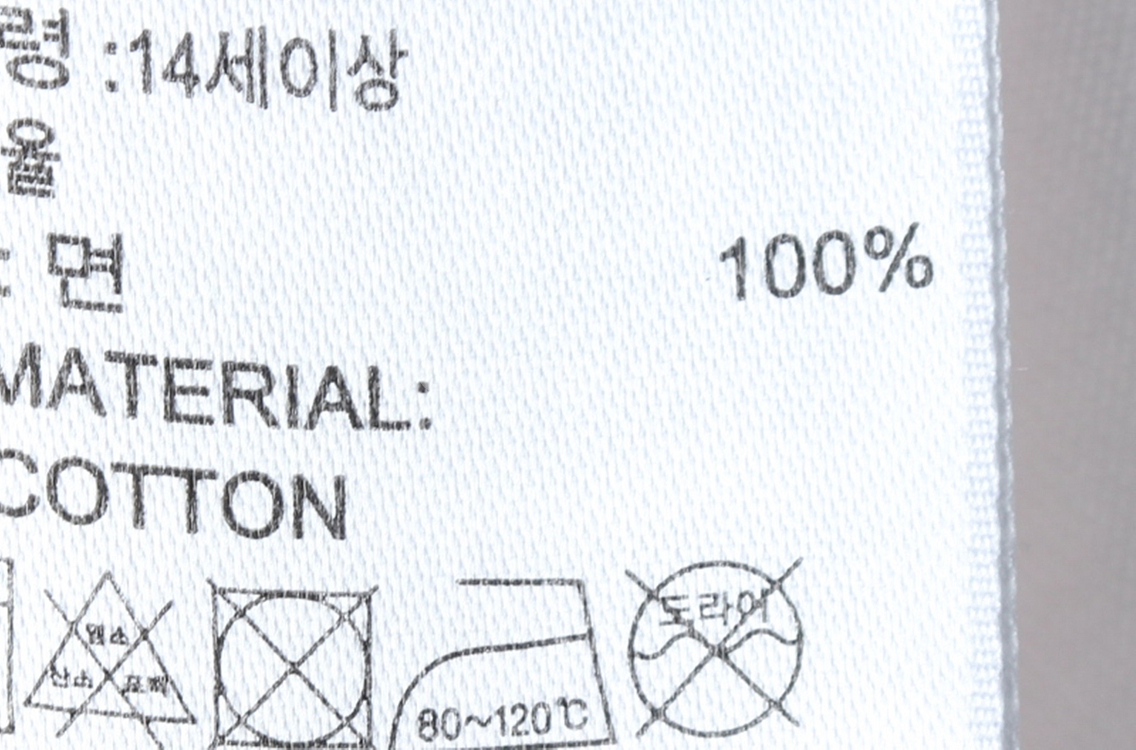 령 :14세이상
율
: 면 100%
MATERIAL:
COTTON
염소
산소 표백
80~120℃
드라이